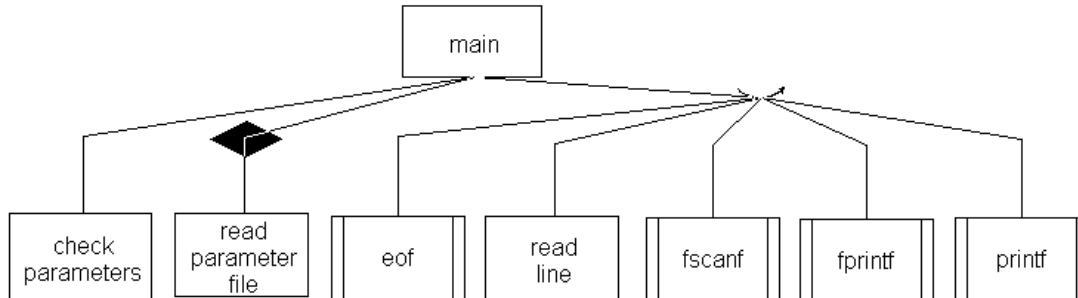 main
check
parameters
read
parameter
file
eof
read
line
fscanf
fprintf
printf